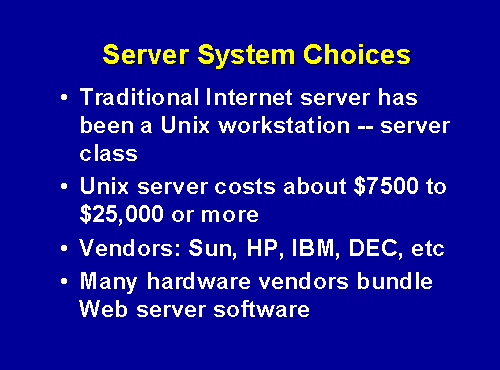 Server System Choices
• Traditional Internet server has
been a Unix workstation -- server
class
• Unix server costs about $7500 to
$25,000 or more
• Vendors: Sun, HP, IBM, DEC, etc
• Many hardware vendors bundle
Web server software